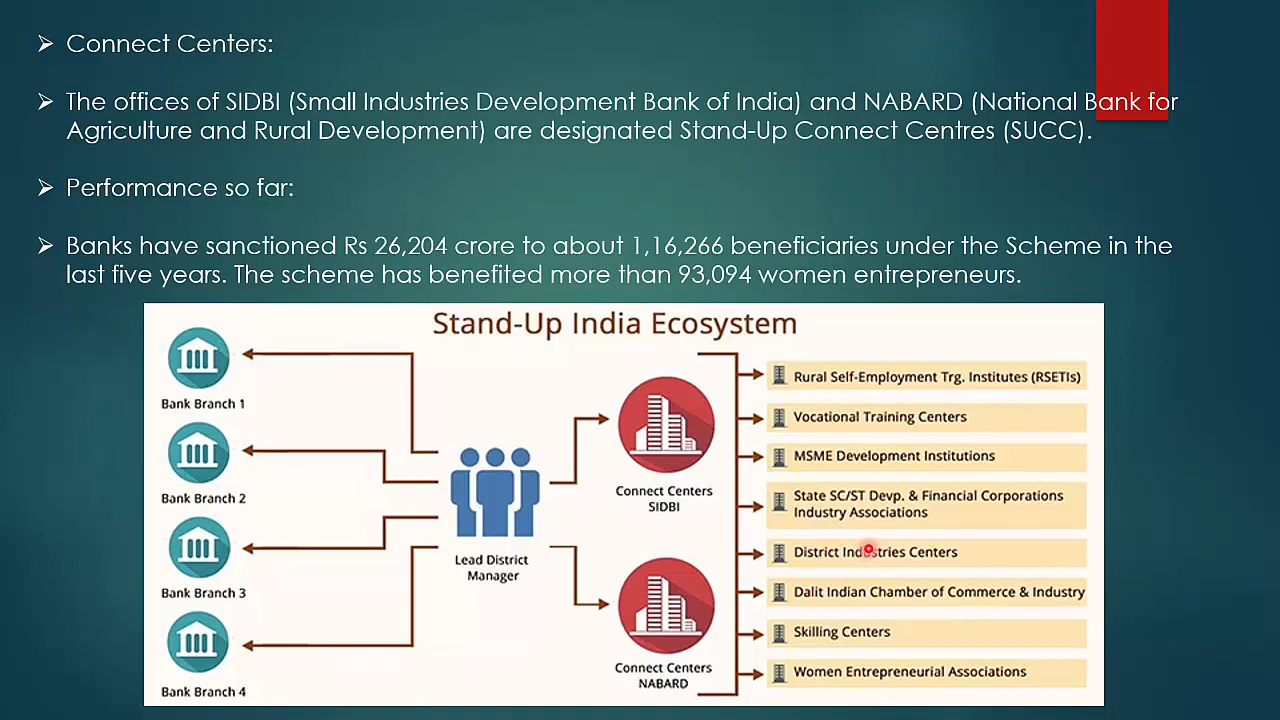 Connect Centers:
The offices of SIDBI (Small Industries Development Bank of India) and NABARD (National Bank for
Agriculture and Rural Development) are designated Stand-Up Connect Centres (SUCC).
Performance so far:
Banks have sanctioned Rs 26,204 crore to about 1,16,266 beneficiaries under the Scheme in the
last five years. The scheme has benefited more than 93,094 women entrepreneurs.
Stand-Up India Ecosystem
Bank Branch 1
Bank Branch 2
Bank Branch 3
Bank Branch 4
Lead District
Manager
Connect Centers
SIDBI
Connect Centers
NABARD
Rural Self-Employment Trg. Institutes (RSETIs)
Vocational Training Centers
MSME Development Institutions
State SC/ST Devp. & Financial Corporations
Industry Associations
District Industries Centers
Dalit Indian Chamber of Commerce & Industry
Skilling Centers
Women Entrepreneurial Associations